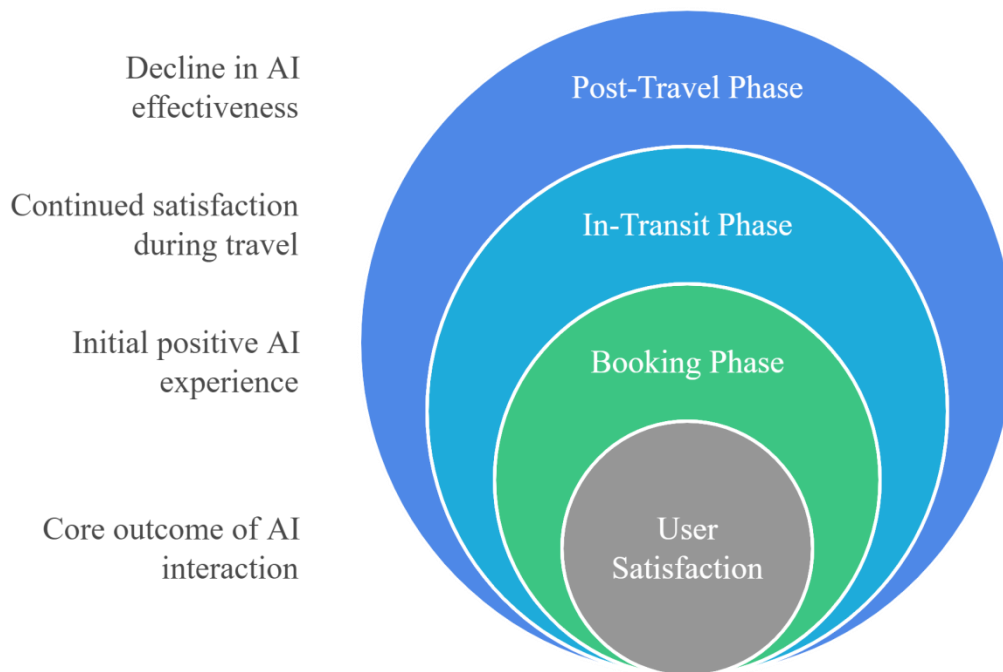 Decline in AI
effectiveness
Post-Travel Phase
Continued satisfaction
during travel
In-Transit Phase
Initial positive AI
experience
Booking Phase
Core outcome of AI
interaction
User
Satisfaction